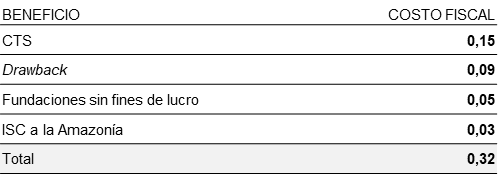 BENEFICIO COSTO FISCAL
CTS 0,15
Drawback 0,09
Fundaciones sin fines de lucro 0,05
ISC a la Amazonía 0,03
Total 0,32